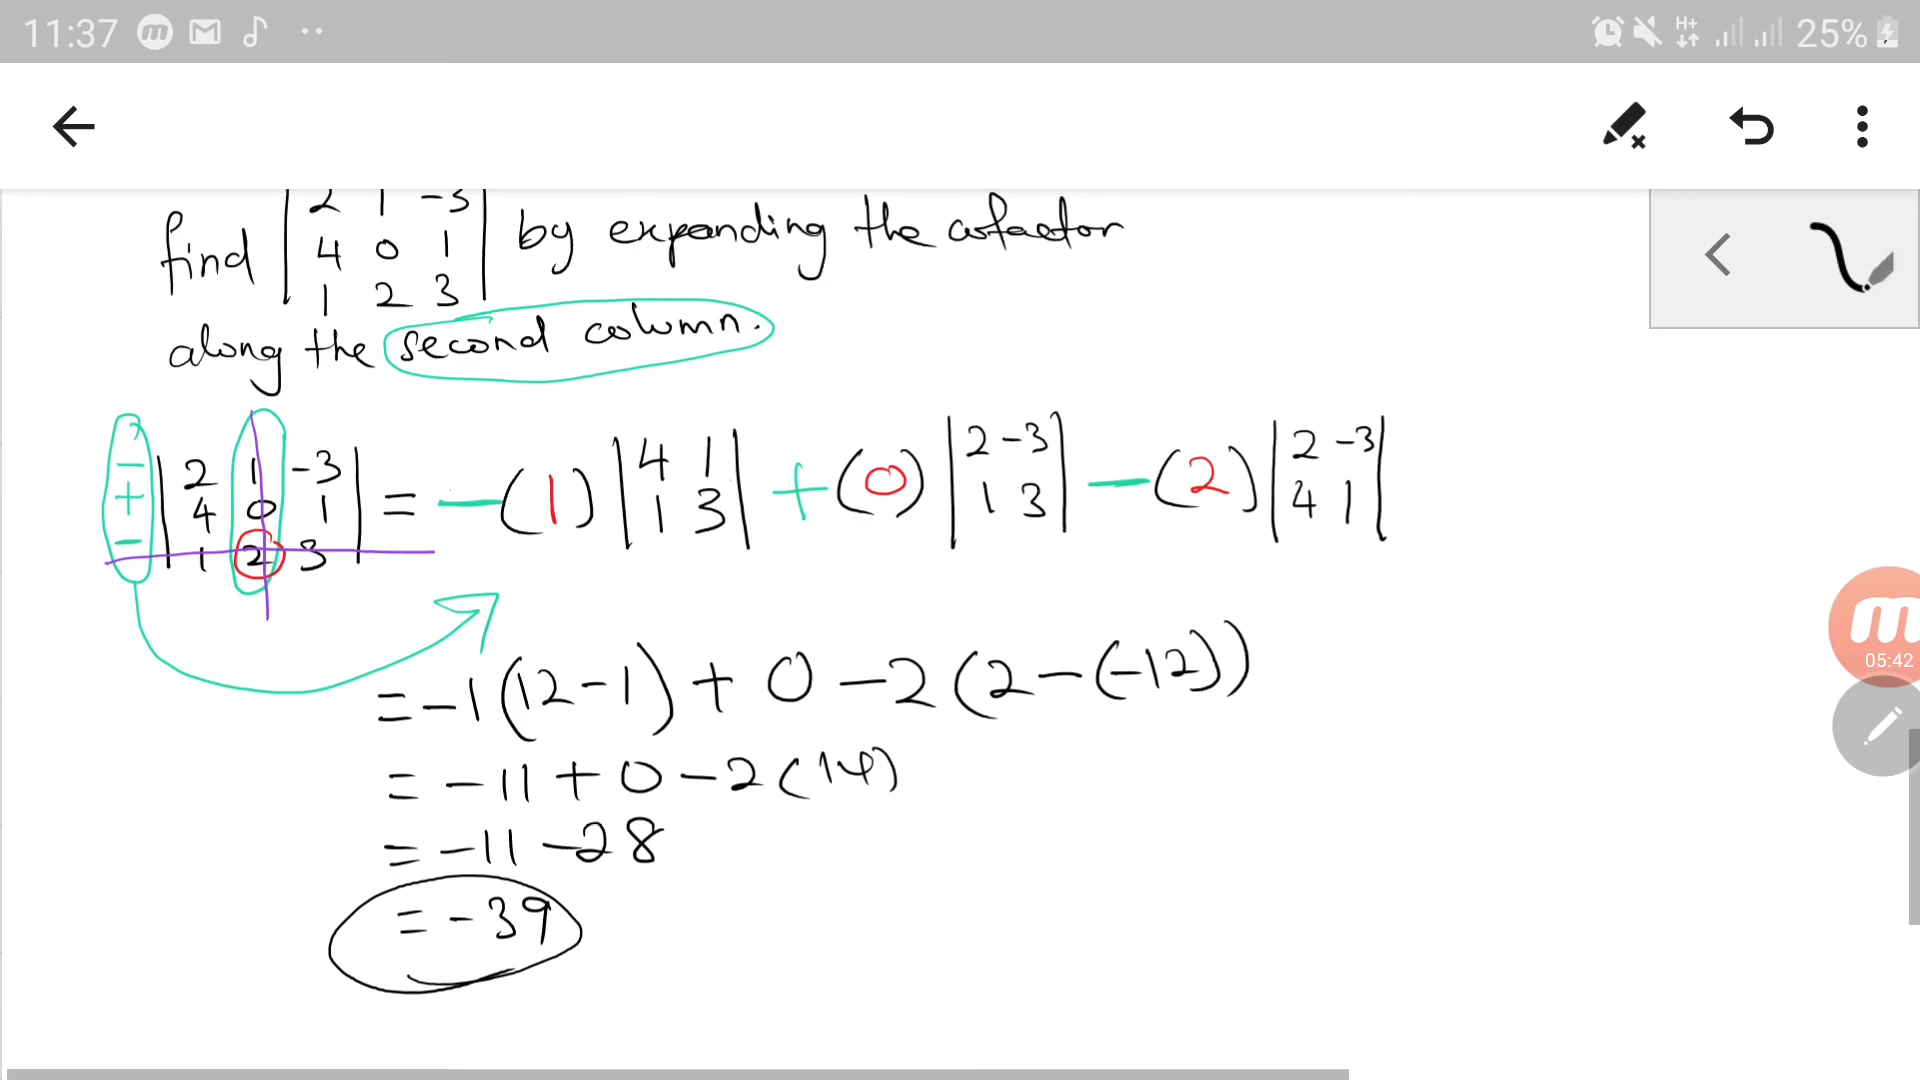 11:37 25%
2 1 -3
find 4 0 1 by expanding the cofactor
1 2 3
along the second column.
−
+
−
2 1 -3
4 0 1
1 2 3
= −(1) |4 1| + (0) |2 -3| − (2) |2 -3|
|1 3| |1 3| |4 1|
= -1(12-1) + 0 - 2(2-(-12))
= -11 + 0 - 2(14)
= -11 - 28
= -39
m
05:42